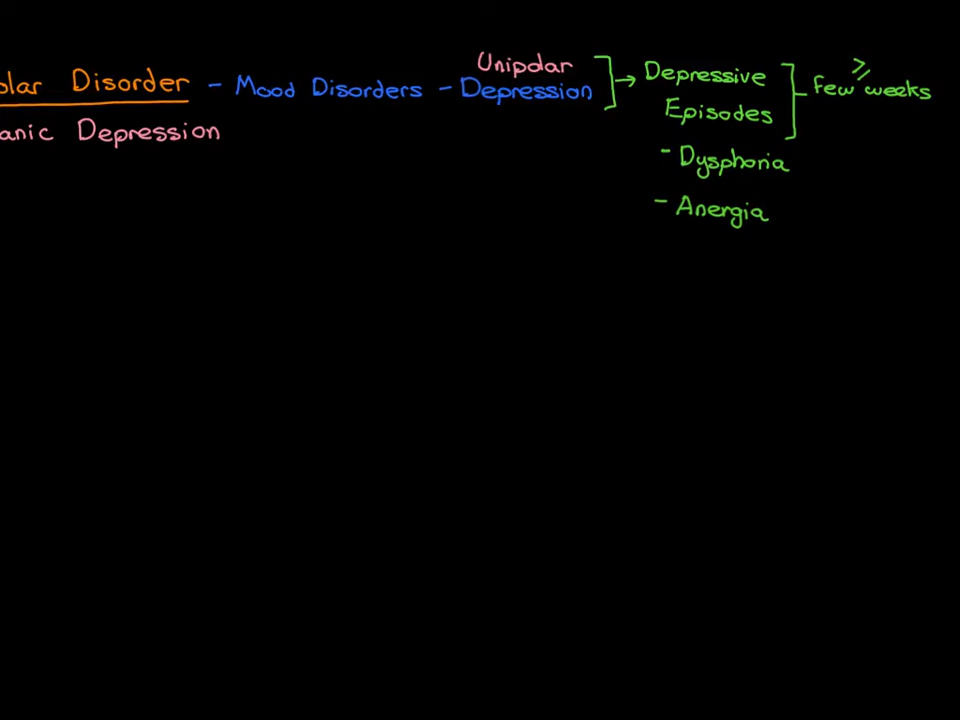 olar Disorder - Mood Disorders - Depression
Unipolar
anic Depression
→ Depressive Episodes
⩾ few weeks
- Dysphoria
- Anergia